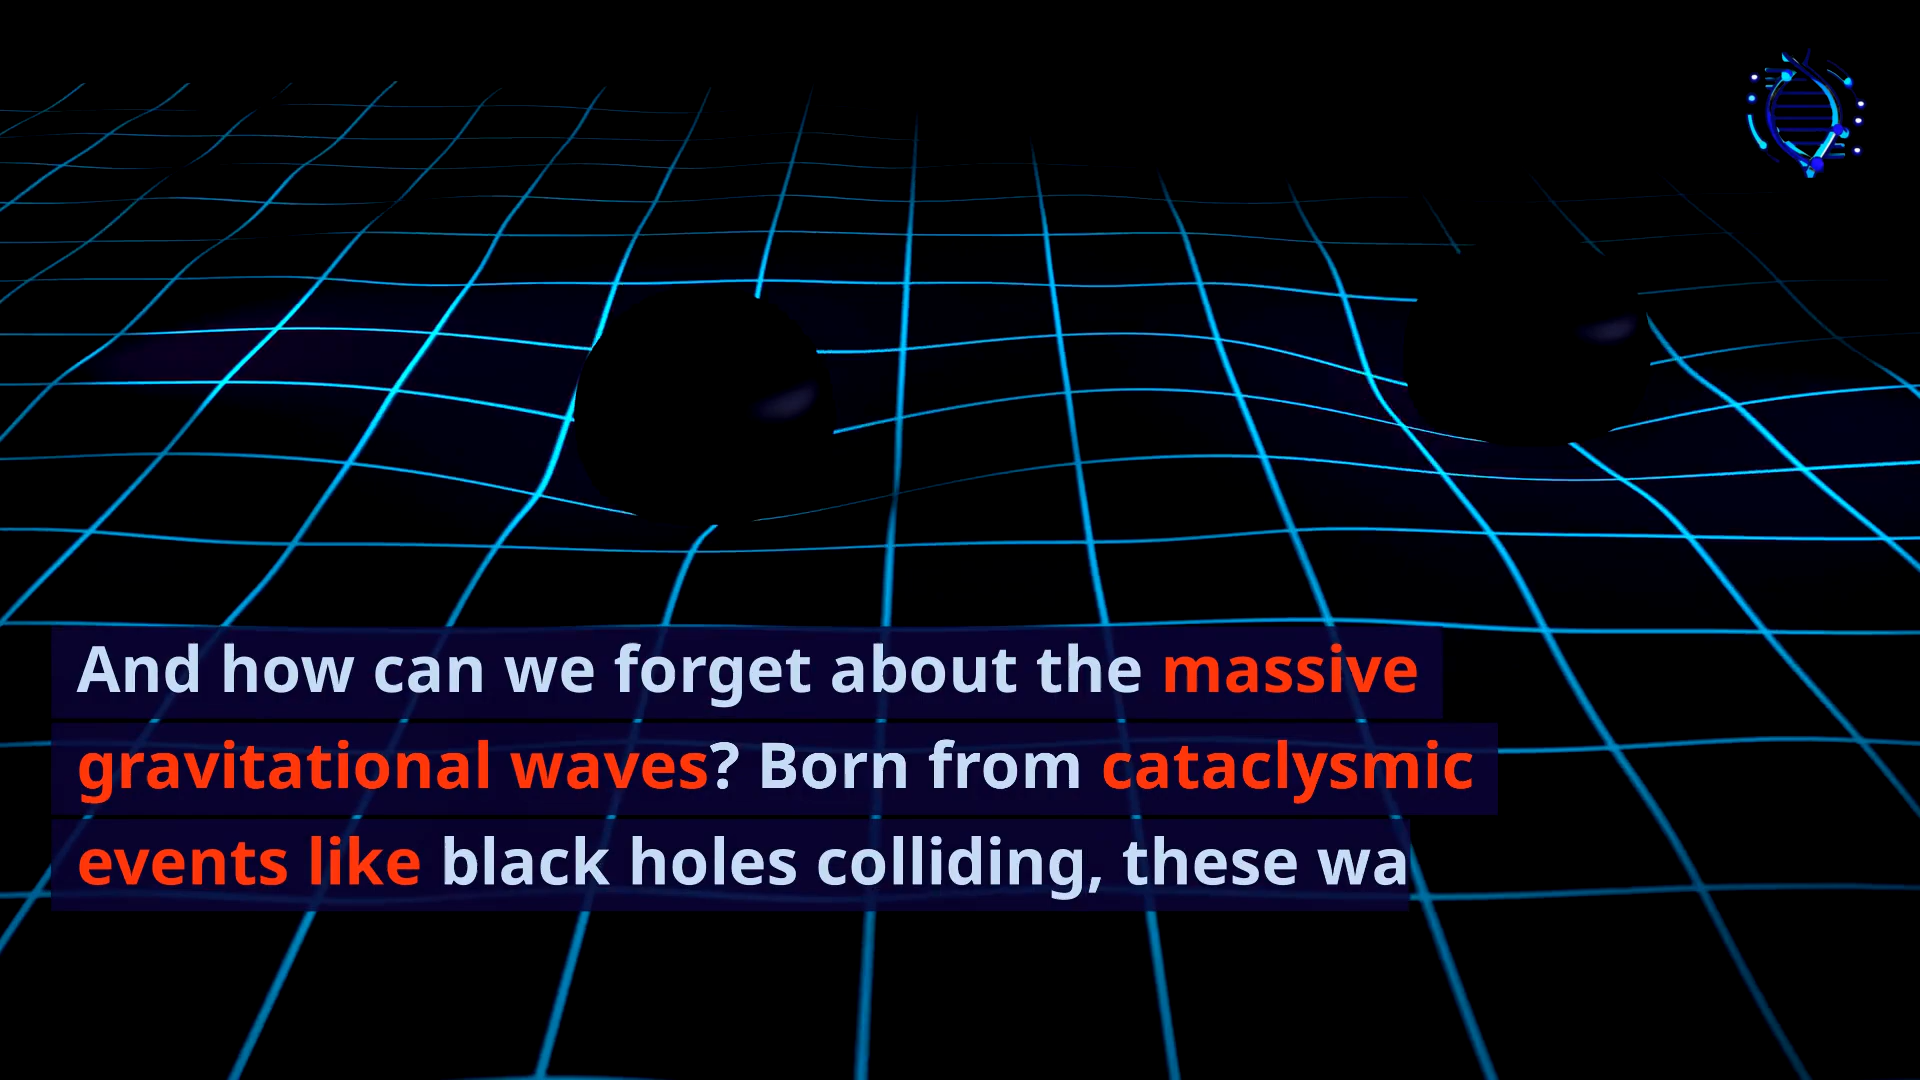 And how can we forget about the massive
gravitational waves? Born from cataclysmic
events like black holes colliding, these wa